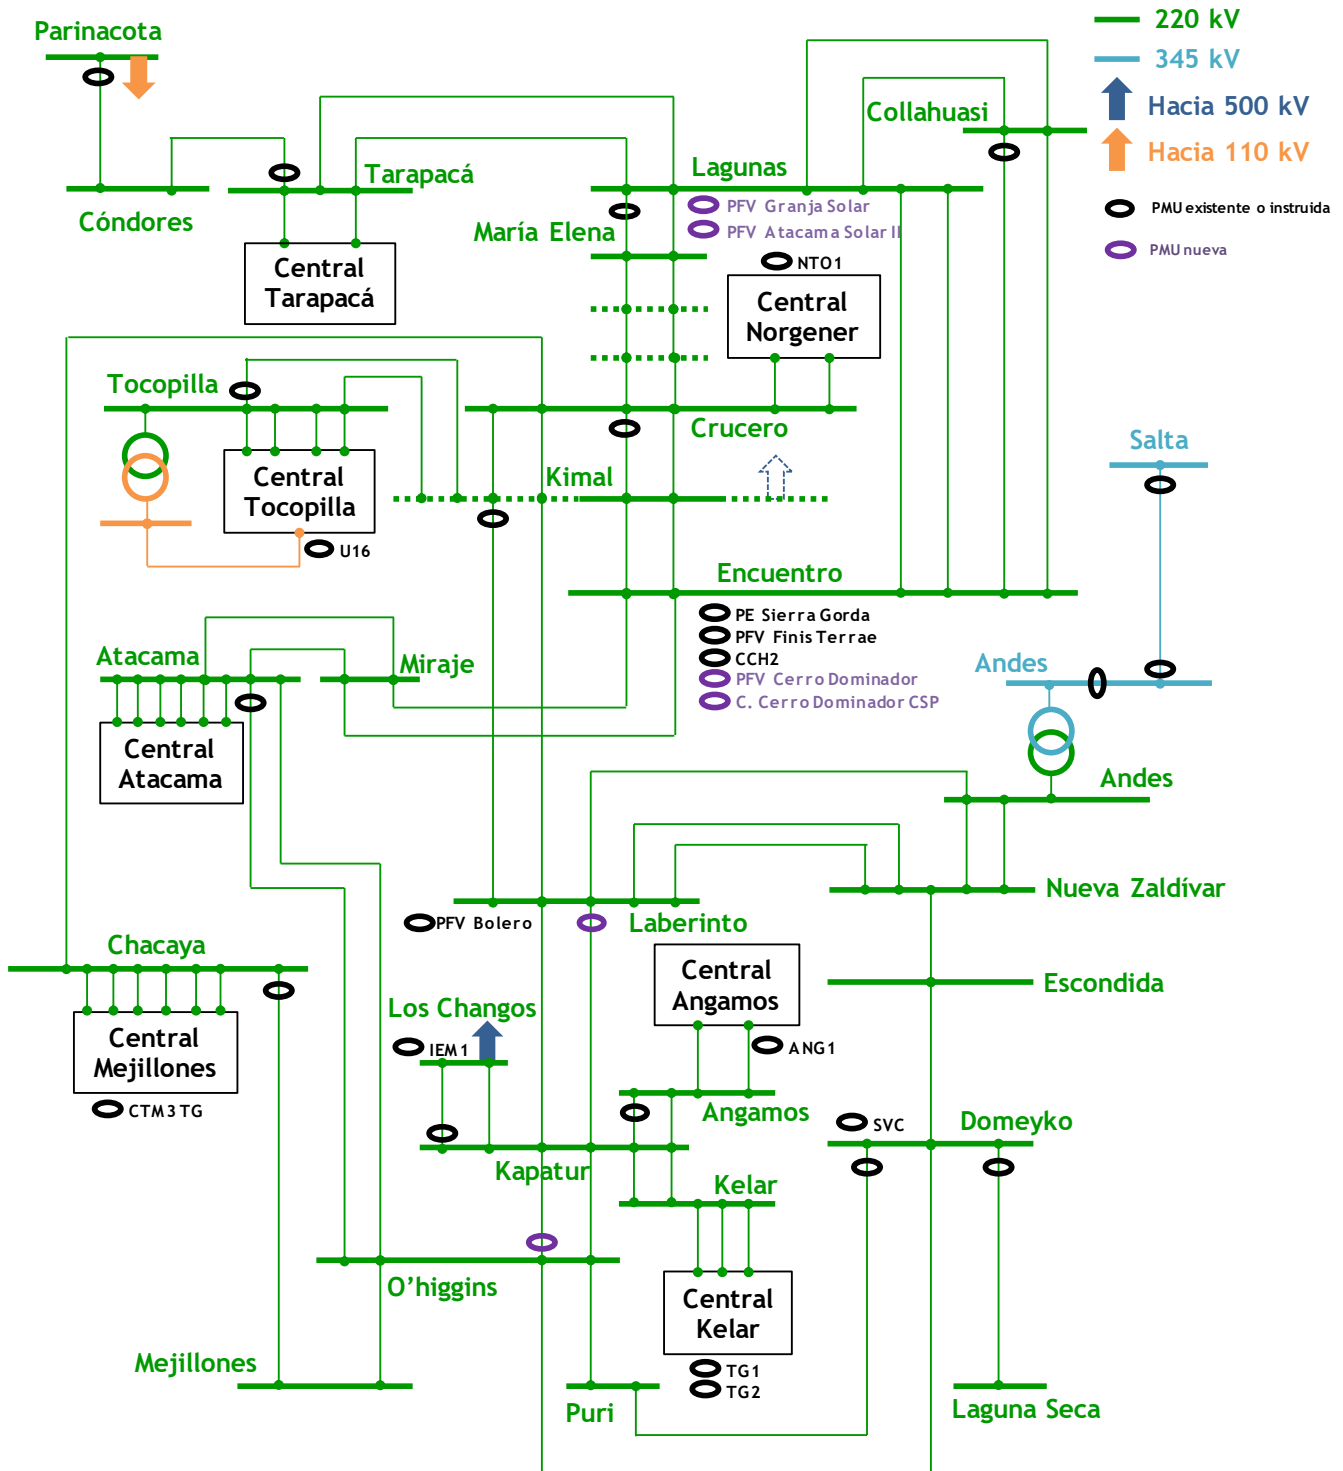 Parinacota
220 kV
345 kV
Hacia 500 kV
Hacia 110 kV
PMU existente o instruida
PMU nueva
Collahuasi
Cóndores
Tarapacá
Lagunas
PFV Granja Solar
PFV Atacama Solar II
María Elena
Central
Tarapacá
NTO1
Central
Norgener
Tocopilla
Crucero
Central
Tocopilla
U16
Kimal
Salta
Encuentro
PE Sierra Gorda
PFV Finis Terrae
CCH2
PFV Cerro Dominador
C. Cerro Dominador CSP
Atacama
Miraje
Andes
Central
Atacama
Andes
Nueva Zaldívar
PFV Bolero
Laberinto
Chacaya
Central
Angamos
Escondida
Los Changos
IEM1
ANG1
Central
Mejillones
CTM3 TG
Angamos
SVC
Domeyko
Kapatur
Kelar
O’higgins
Central
Kelar
TG1
TG2
Mejillones
Puri
Laguna Seca